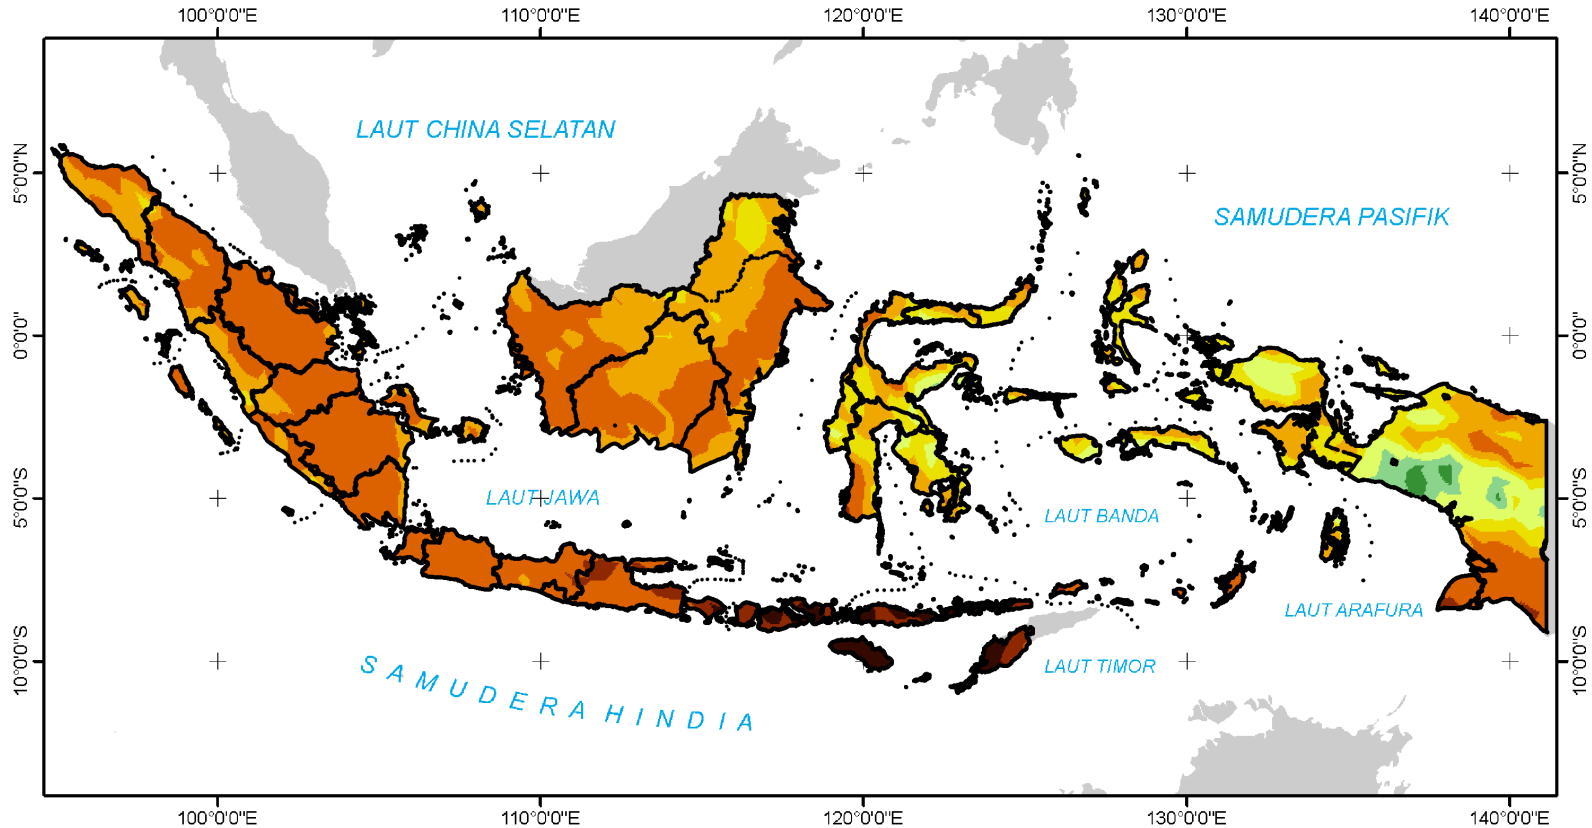 100°0'0"E 110°0'0"E 120°0'0"E 130°0'0"E 140°0'0"E
5°0'0"N
0°0'0"
5°0'0"S
10°0'0"S
LAUT CHINA SELATAN
SAMUDERA PASIFIK
LAUT JAWA
LAUT BANDA
LAUT ARAFURA
LAUT TIMOR
SAMUDERA HINDIA
5°0'0"N
0°0'0"
5°0'0"S
10°0'0"S
100°0'0"E 110°0'0"E 120°0'0"E 130°0'0"E 140°0'0"E